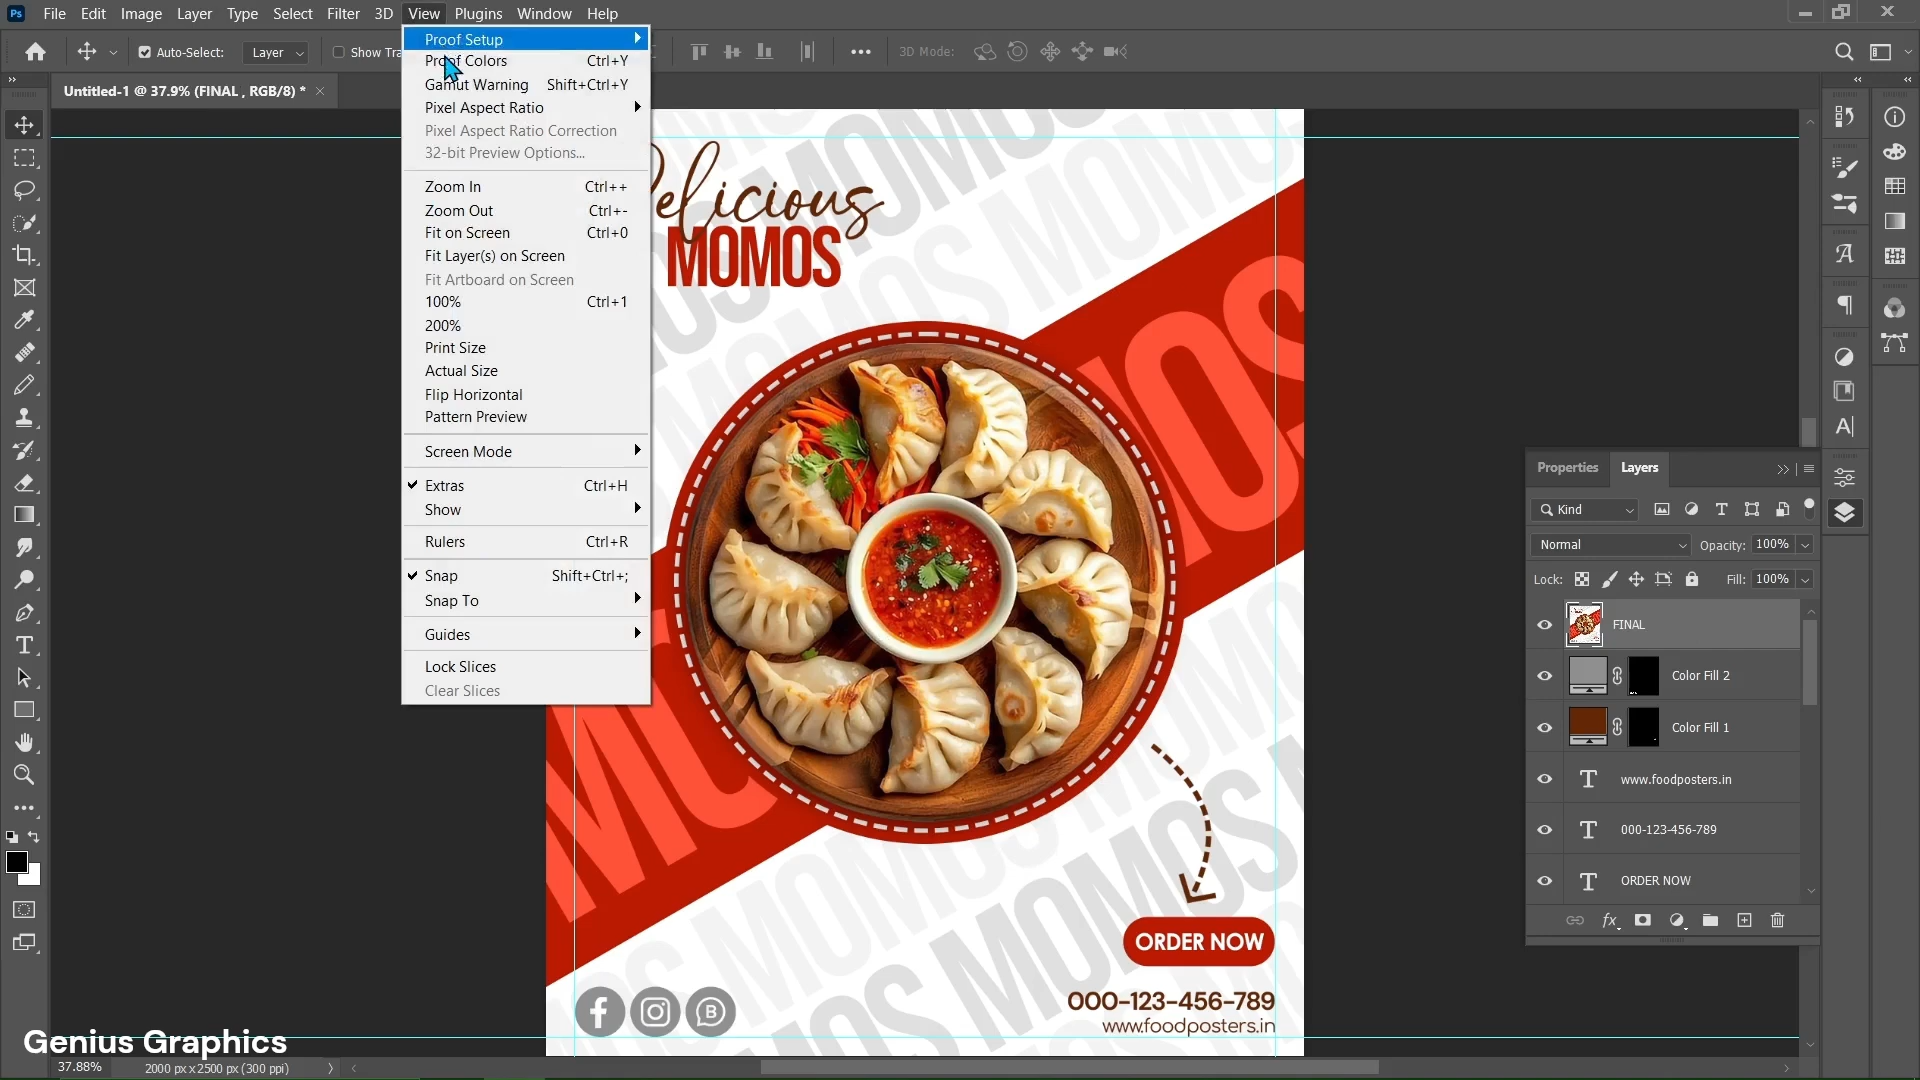 Ps File Edit Image Layer Type Select Filter 3D View Plugins Window Help
Auto-Select: Layer Show Tra 3D Mode:
Untitled-1 @ 37.9% (FINAL , RGB/8) *
Proof Setup
Proof Colors Ctrl+Y
Gamut Warning Shift+Ctrl+Y
Pixel Aspect Ratio
Pixel Aspect Ratio Correction
32-bit Preview Options...
Zoom In Ctrl++
Zoom Out Ctrl+-
Fit on Screen Ctrl+0
Fit Layer(s) on Screen
Fit Artboard on Screen
100% Ctrl+1
200%
Print Size
Actual Size
Flip Horizontal
Pattern Preview
Screen Mode
Extras Ctrl+H
Show
Rulers Ctrl+R
Snap Shift+Ctrl+;
Snap To
Guides
Lock Slices
Clear Slices
Delicious
MOMOS
ORDER NOW
000-123-456-789
www.foodposters.in
Properties Layers
Kind
Normal Opacity: 100%
Lock: Fill: 100%
FINAL
Color Fill 2
Color Fill 1
www.foodposters.in
000-123-456-789
ORDER NOW
Genius Graphics
37.88% 2000 px x 2500 px (300 ppi)